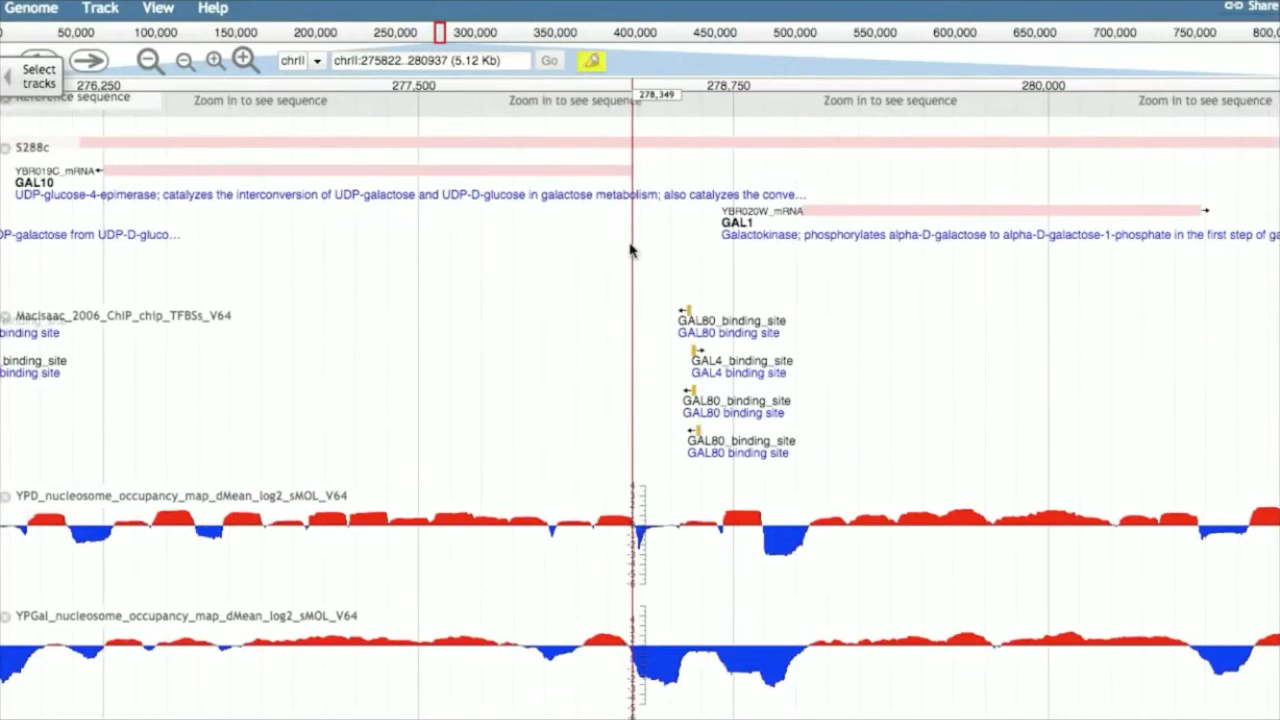 Genome Track View Help Share
0 50,000 100,000 150,000 200,000 250,000 300,000 350,000 400,000 450,000 500,000 550,000 600,000 650,000 700,000 750,000 800,0
chrII chrII:275822..280937 (5.12 Kb) Go
Select
tracks
276,250 277,500 278,750 280,000
278,349
Reference sequence Zoom in to see sequence Zoom in to see sequence Zoom in to see sequence Zoom in to see sequence
S288c
YBR019C_mRNA
GAL10
UDP-glucose-4-epimerase; catalyzes the interconversion of UDP-galactose and UDP-D-glucose in galactose metabolism; also catalyzes the conve...
YBR020W_mRNA
GAL1
DP-galactose from UDP-D-gluco... Galactokinase; phosphorylates alpha-D-galactose to alpha-D-galactose-1-phosphate in the first step of ga
MacIsaac_2006_ChIP_chip_TFBSs_V64
GAL80_binding_site
binding site GAL80 binding site
_binding_site GAL4_binding_site
binding site GAL4 binding site
GAL80_binding_site
GAL80 binding site
GAL80_binding_site
GAL80 binding site
YPD_nucleosome_occupancy_map_dMean_log2_sMOL_V64
YPGal_nucleosome_occupancy_map_dMean_log2_sMOL_V64